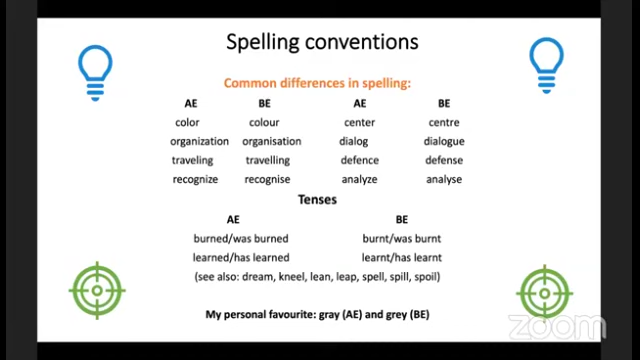 Spelling conventions
Common differences in spelling:
AE BE AE BE
color colour center centre
organization organisation dialog dialogue
traveling travelling defence defense
recognize recognise analyze analyse
Tenses
AE BE
burned/was burned burnt/was burnt
learned/has learned learnt/has learnt
(see also: dream, kneel, lean, leap, spell, spill, spoil)
My personal favourite: gray (AE) and grey (BE)
zoom